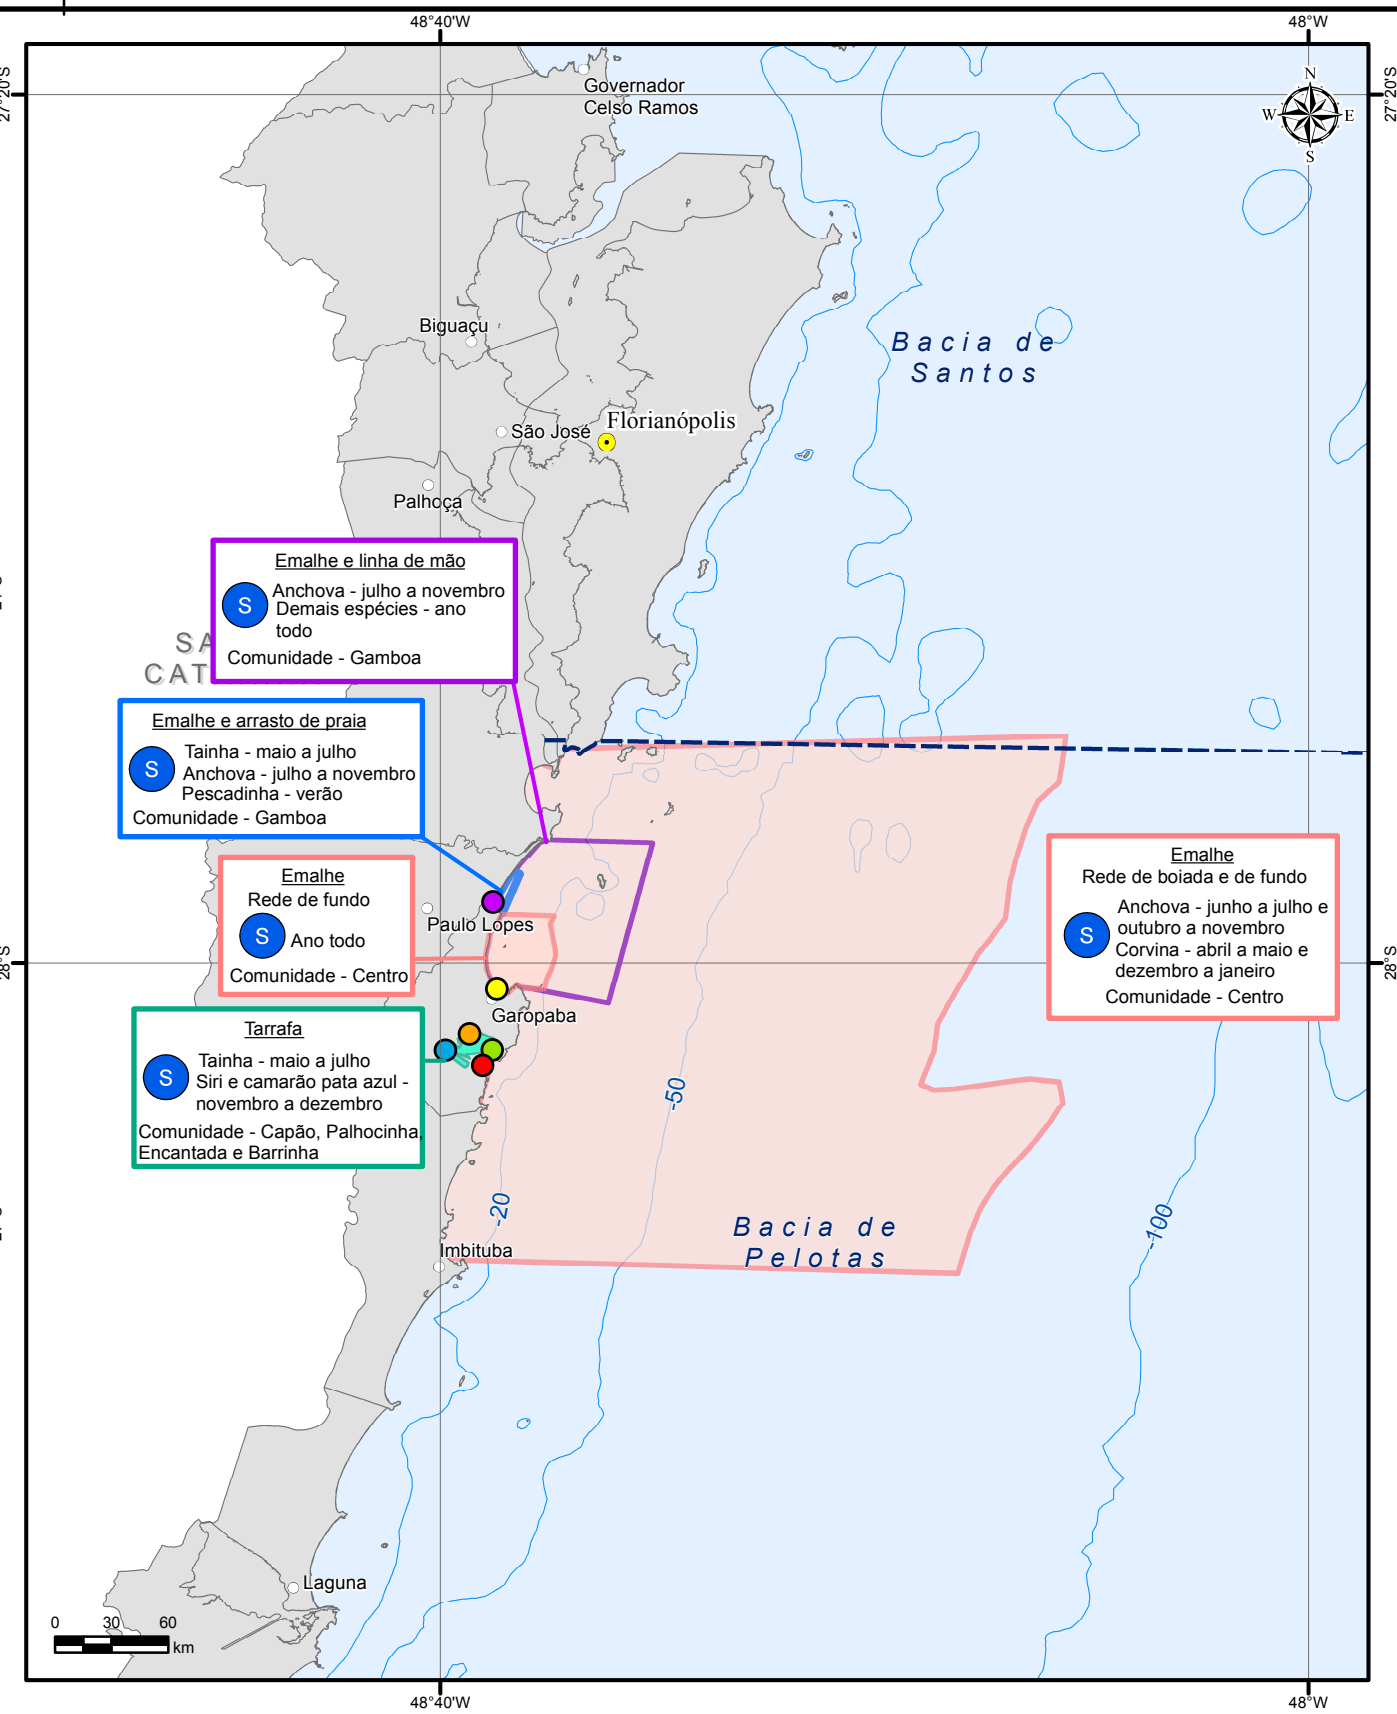 48°40'W
48°W
27°20'S
27°20'S
N
W
E
S
Governador
Celso Ramos
Biguaçu
Bacia de
Santos
Florianópolis
São José
Palhoça
SA
CAT
Emalhe e linha de mão
S
Anchova - julho a novembro
Demais espécies - ano
todo
Comunidade - Gamboa
Emalhe e arrasto de praia
S
Tainha - maio a julho
Anchova - julho a novembro
Pescadinha - verão
Comunidade - Gamboa
Emalhe
Rede de fundo
S
Ano todo
Comunidade - Centro
Paulo Lopes
Emalhe
Rede de boiada e de fundo
S
Anchova - junho a julho e
outubro a novembro
Corvina - abril a maio e
dezembro a janeiro
Comunidade - Centro
28°S
28°S
Garopaba
Tarrafa
S
Tainha - maio a julho
Siri e camarão pata azul -
novembro a dezembro
Comunidade - Capão, Palhocinha,
Encantada e Barrinha
-50
-20
-100
Bacia de
Pelotas
Imbituba
Laguna
0 30 60
km
48°40'W
48°W